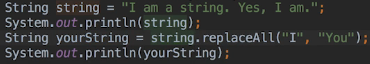 String string = "I am a string. Yes, I am.";
System.out.println(string);
String yourString = string.replaceAll("I", "You");
System.out.println(yourString);